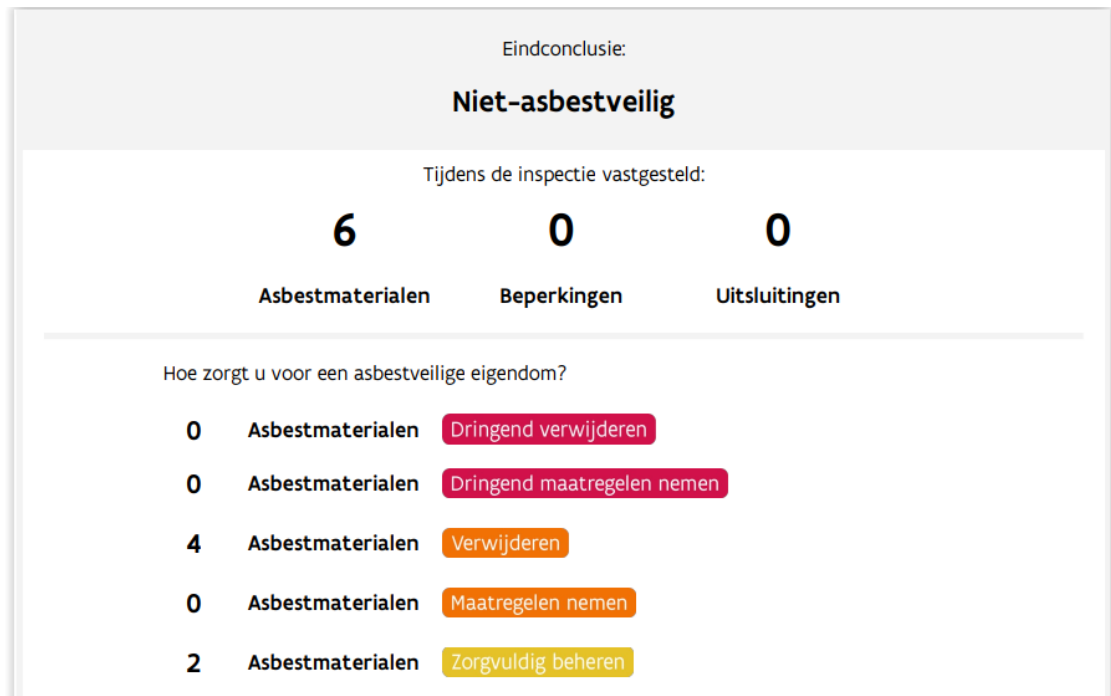 Eindconclusie:
Niet-asbestveilig
Tijdens de inspectie vastgesteld:
6 0 0
Asbestmaterialen Beperkingen Uitsluitingen
Hoe zorgt u voor een asbestveilige eigendom?
0 Asbestmaterialen Dringend verwijderen
0 Asbestmaterialen Dringend maatregelen nemen
4 Asbestmaterialen Verwijderen
0 Asbestmaterialen Maatregelen nemen
2 Asbestmaterialen Zorgvuldig beheren